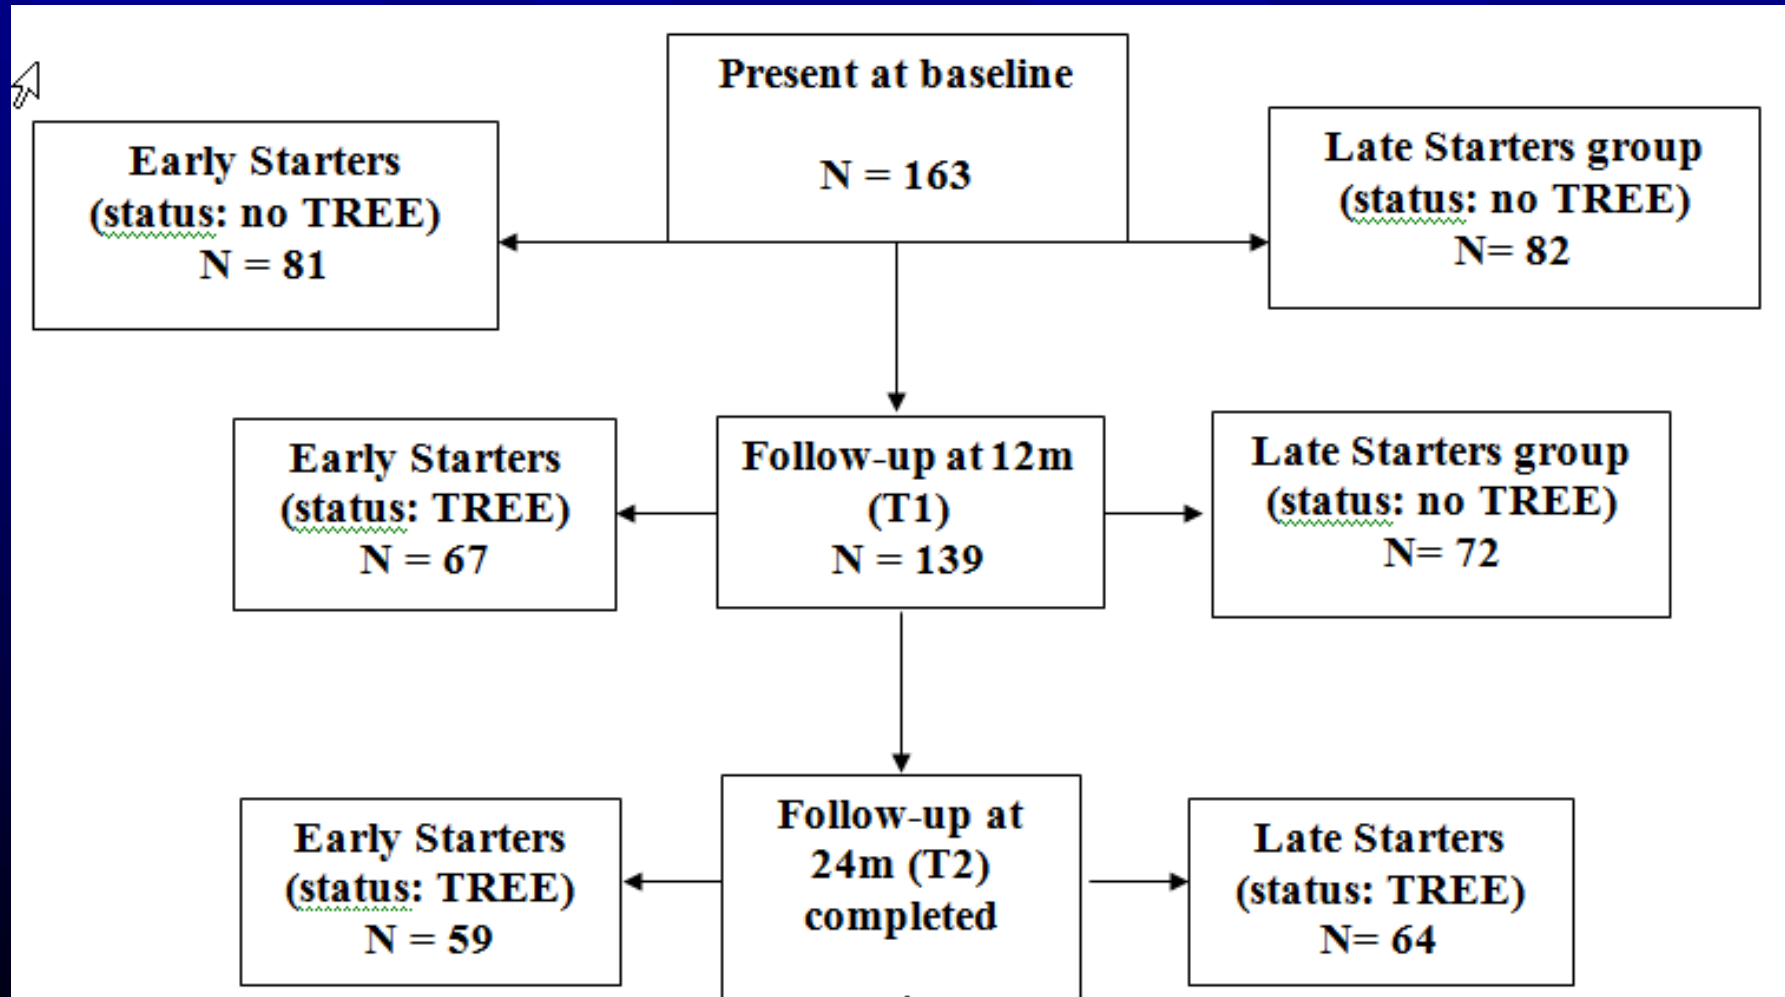 Present at baseline
N = 163
Early Starters
(status: no TREE)
N = 81
Late Starters group
(status: no TREE)
N= 82
Early Starters
(status: TREE)
N = 67
Follow-up at 12m
(T1)
N = 139
Late Starters group
(status: no TREE)
N= 72
Early Starters
(status: TREE)
N = 59
Follow-up at
24m (T2)
completed
Late Starters
(status: TREE)
N= 64